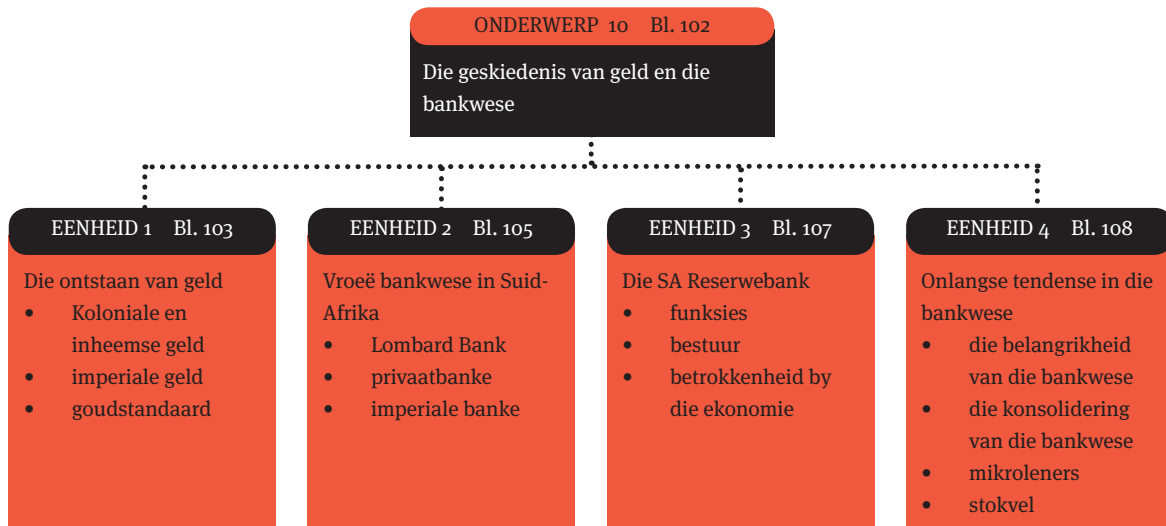 ONDERWERP 10 Bl. 102
Die geskiedenis van geld en die
bankwese
EENHEID 1 Bl. 103
Die ontstaan van geld
• Koloniale en
inheemse geld
• imperiale geld
• goudstandaard
EENHEID 2 Bl. 105
Vroeë bankwese in Suid-
Afrika
• Lombard Bank
• privaatbanke
• imperiale banke
EENHEID 3 Bl. 107
Die SA Reserwebank
• funksies
• bestuur
• betrokkenheid by
die ekonomie
EENHEID 4 Bl. 108
Onlangse tendense in die
bankwese
• die belangrikheid
van die bankwese
• die konsolidering
van die bankwese
• mikroleners
• stokvel